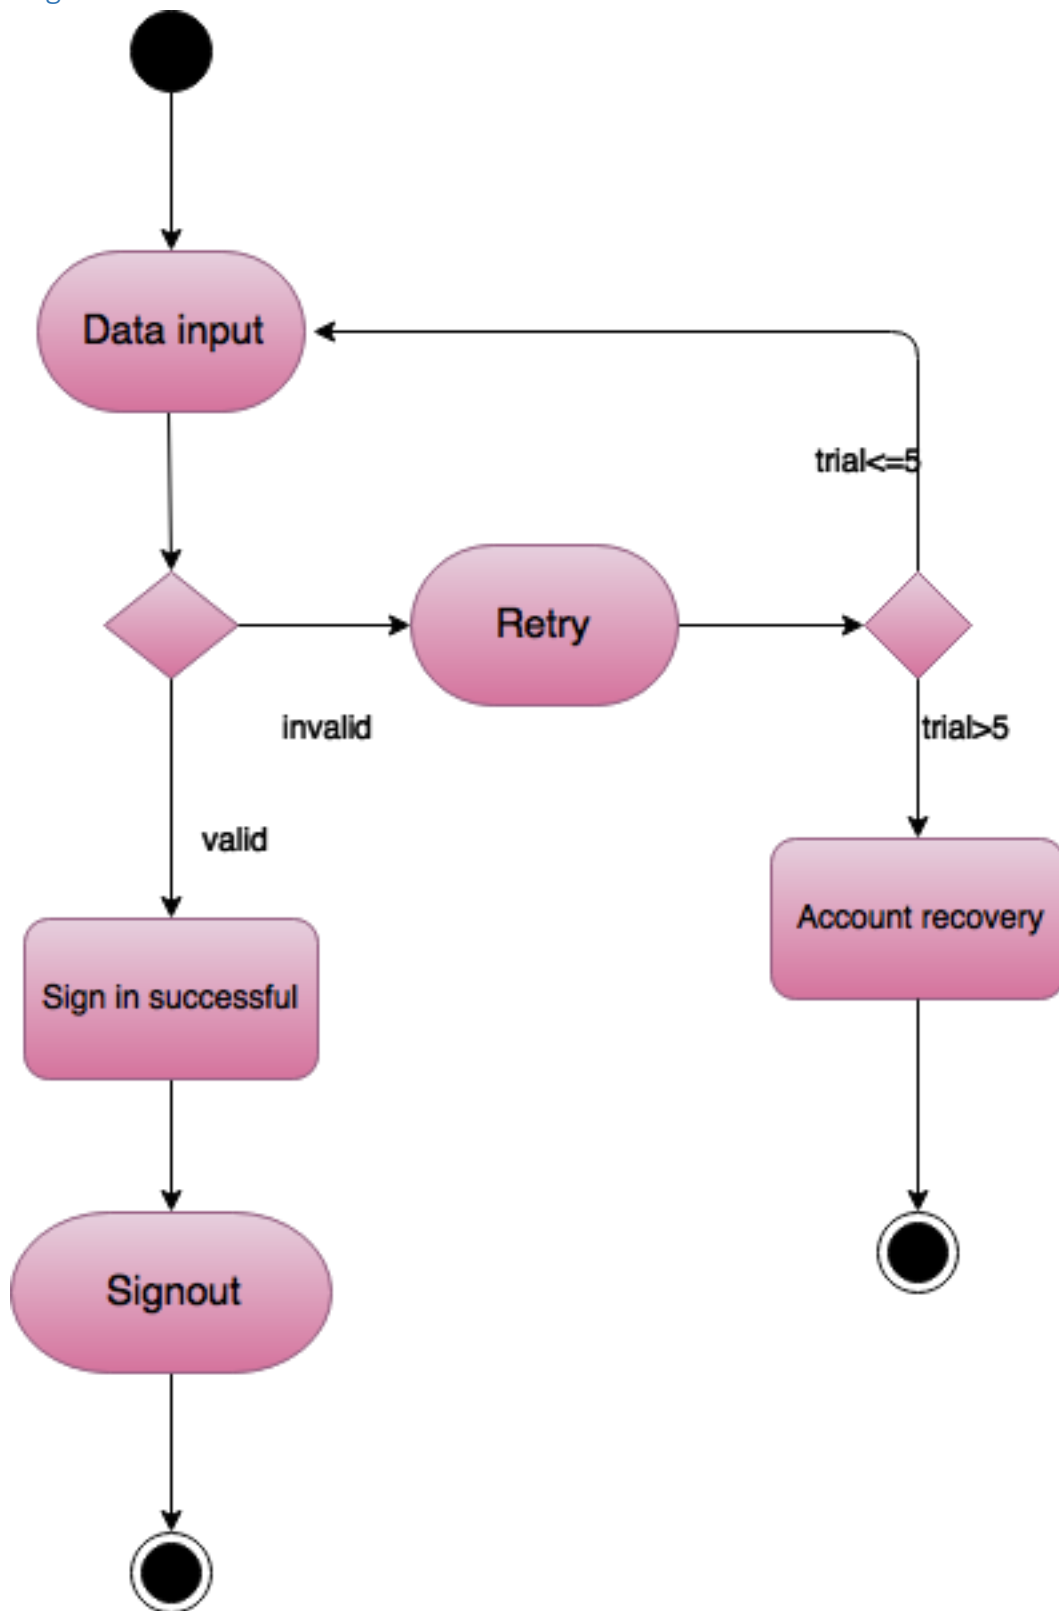 Data input
trial<=5
Retry
invalid
trial>5
valid
Account recovery
Sign in successful
Signout